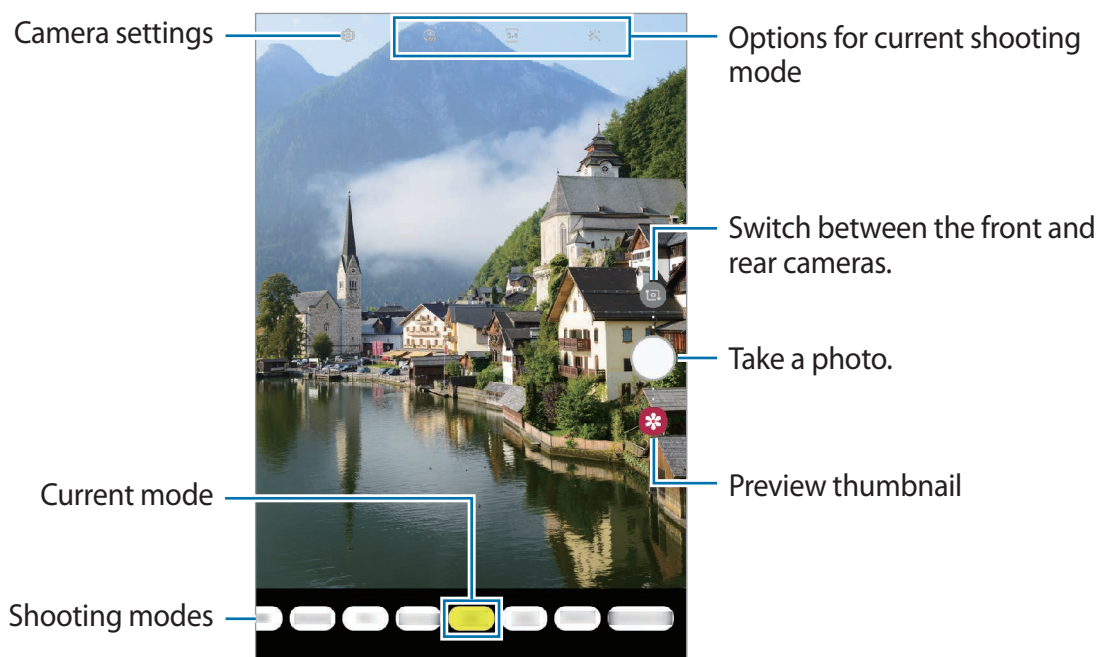 Camera settings
Options for current shooting
mode
Switch between the front and
rear cameras.
Take a photo.
Preview thumbnail
Current mode
Shooting modes